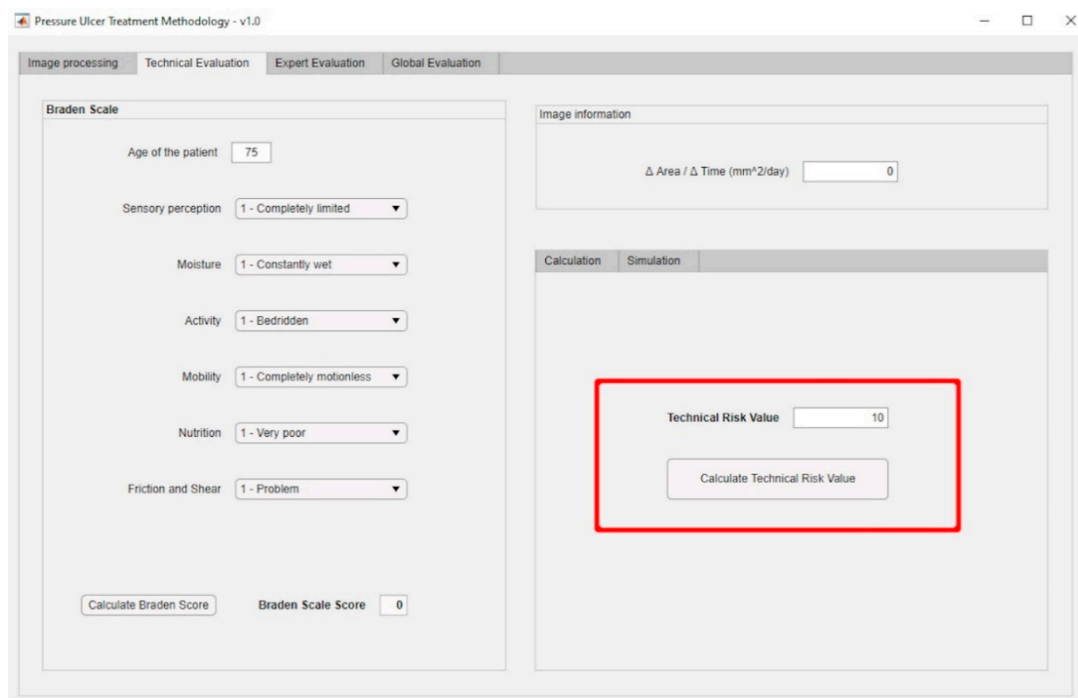 Pressure Ulcer Treatment Methodology - v1.0
Image processing Technical Evaluation Expert Evaluation Global Evaluation
Braden Scale
Age of the patient 75
Sensory perception 1 - Completely limited
Moisture 1 - Constantly wet
Activity 1 - Bedridden
Mobility 1 - Completely motionless
Nutrition 1 - Very poor
Friction and Shear 1 - Problem
Calculate Braden Score Braden Scale Score 0
Image information
Δ Area / Δ Time (mm^2/day) 0
Calculation Simulation
Technical Risk Value 10
Calculate Technical Risk Value